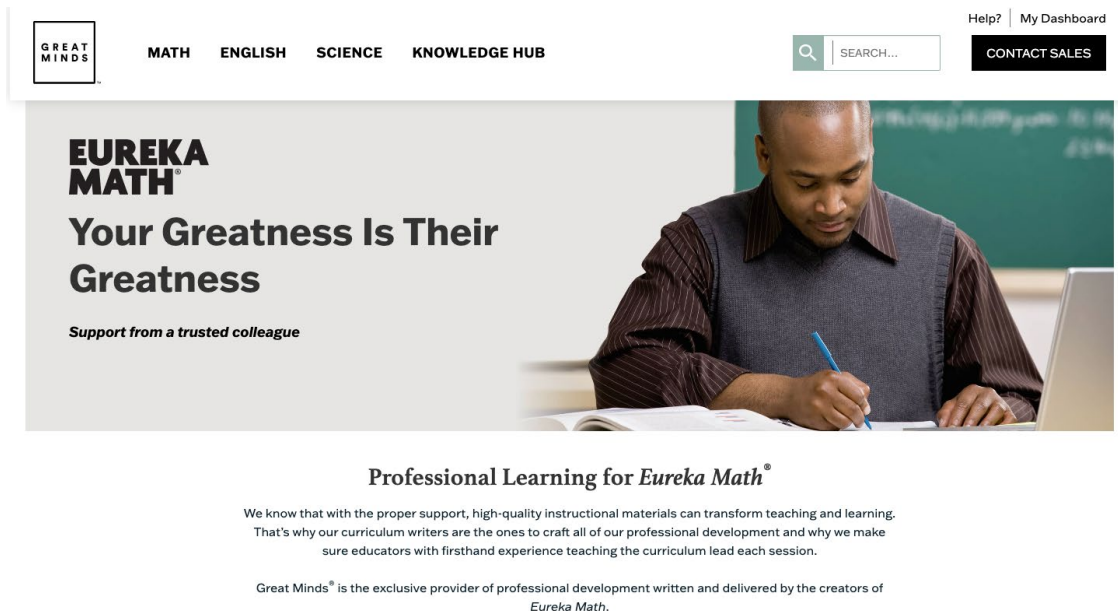 Help? My Dashboard
GREAT
MINDS
MATH ENGLISH SCIENCE KNOWLEDGE HUB
SEARCH...
CONTACT SALES
EUREKA
MATH®
Your Greatness Is Their
Greatness
Support from a trusted colleague
Professional Learning for Eureka Math®
We know that with the proper support, high-quality instructional materials can transform teaching and learning.
That’s why our curriculum writers are the ones to craft all of our professional development and why we make
sure educators with firsthand experience teaching the curriculum lead each session.
Great Minds® is the exclusive provider of professional development written and delivered by the creators of
Eureka Math.